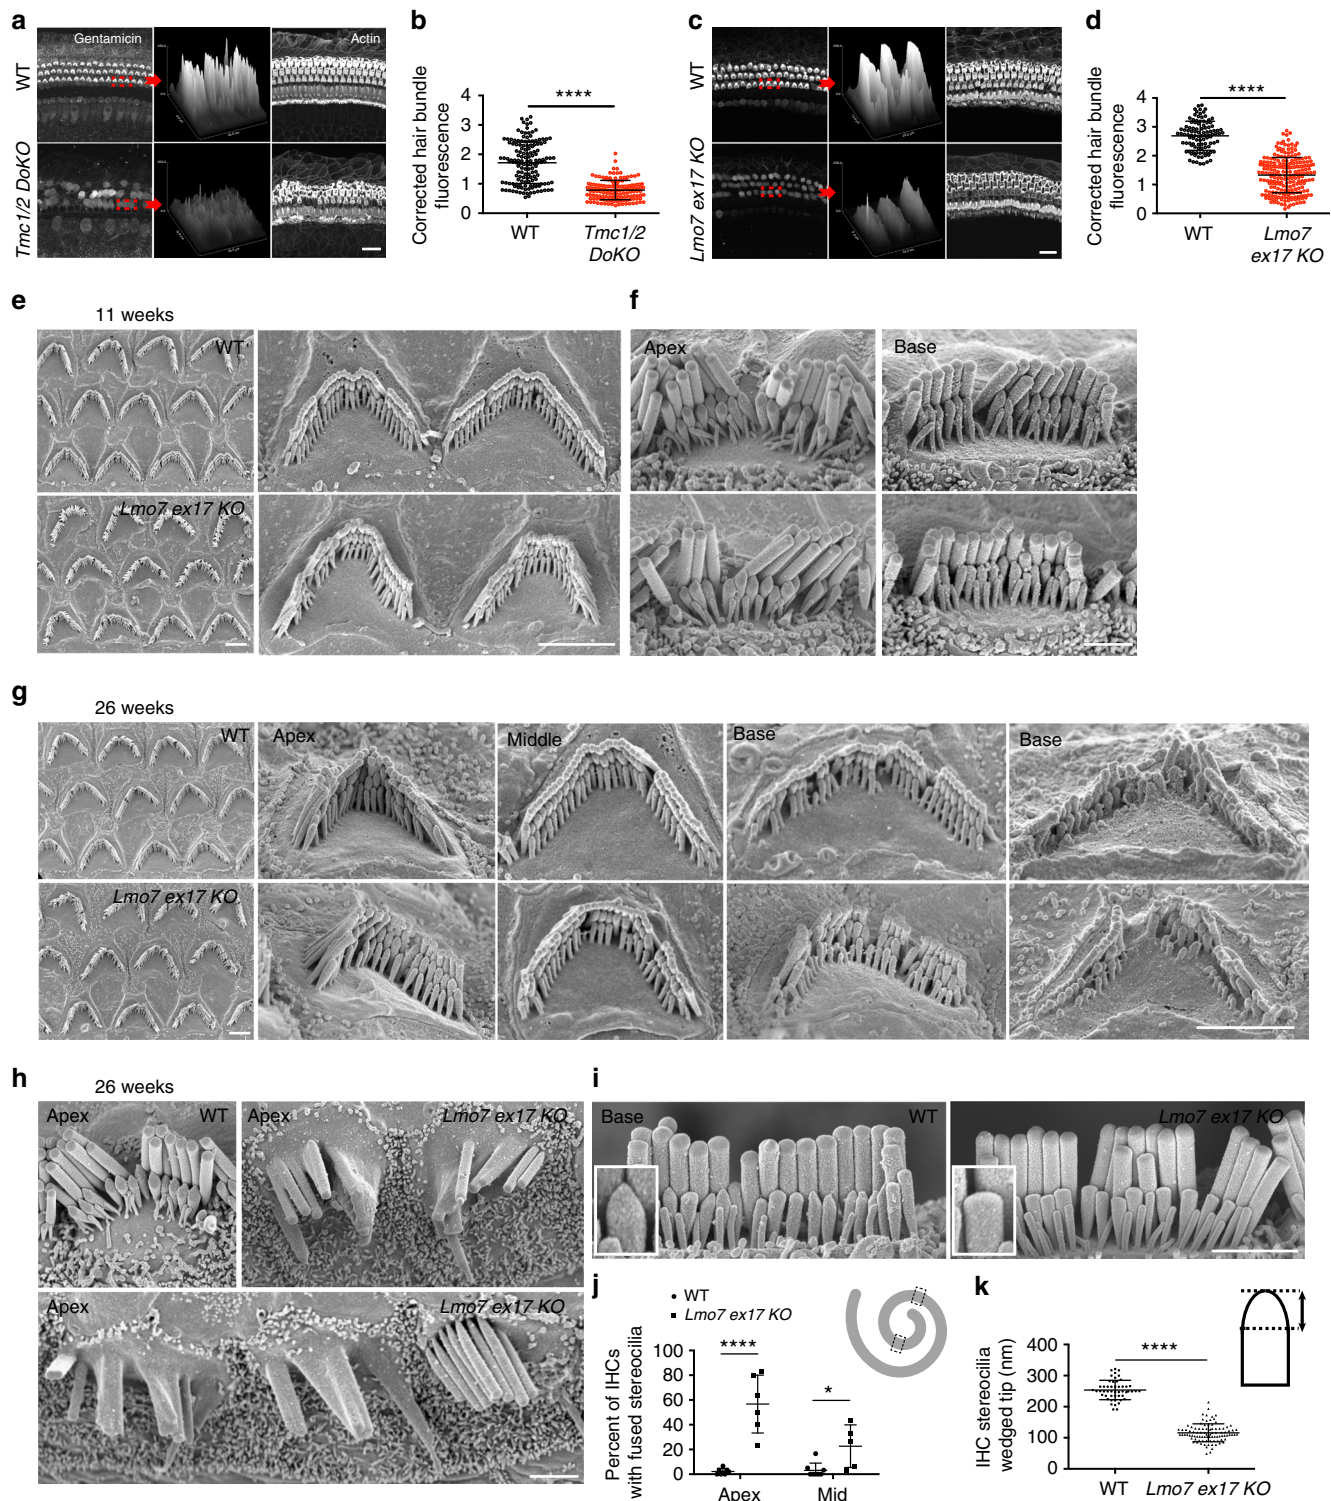 a
Gentamicin
Actin
WT
Tmc1/2 DoKO
b
Corrected hair bundle
fluorescence
4
3
2
1
0
****
WT
Tmc1/2
DoKO
c
WT
Lmo7 ex17 KO
d
Corrected hair bundle
fluorescence
4
3
2
1
0
****
WT
Lmo7
ex17 KO
e
11 weeks
WT
Lmo7 ex17 KO
f
Apex
Base
g
26 weeks
WT
Apex
Middle
Base
Base
Lmo7 ex17 KO
h
26 weeks
Apex
WT
Apex
Lmo7 ex17 KO
Apex
Lmo7 ex17 KO
i
Base
WT
Lmo7 ex17 KO
j
WT
Lmo7 ex17 KO
Percent of IHCs
with fused stereocilia
100
80
60
40
20
0
****
*
Apex
Mid
k
IHC stereocilia
wedged tip (nm)
400
300
200
100
0
****
WT
Lmo7 ex17 KO